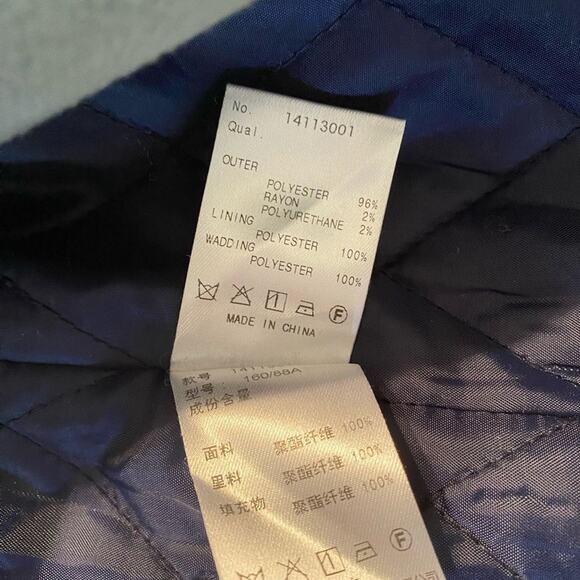 No. 14113001
Qual.
OUTER
POLYESTER 96%
RAYON 2%
POLYURETHANE 2%
LINING
POLYESTER 100%
WADDING
POLYESTER 100%
1 F
MADE IN CHINA
款号
型号: 160/88A
成份含量
面料 聚酯纤维 100%
里料 聚酯纤维 100%
填充物 聚酯纤维 100%
1 F